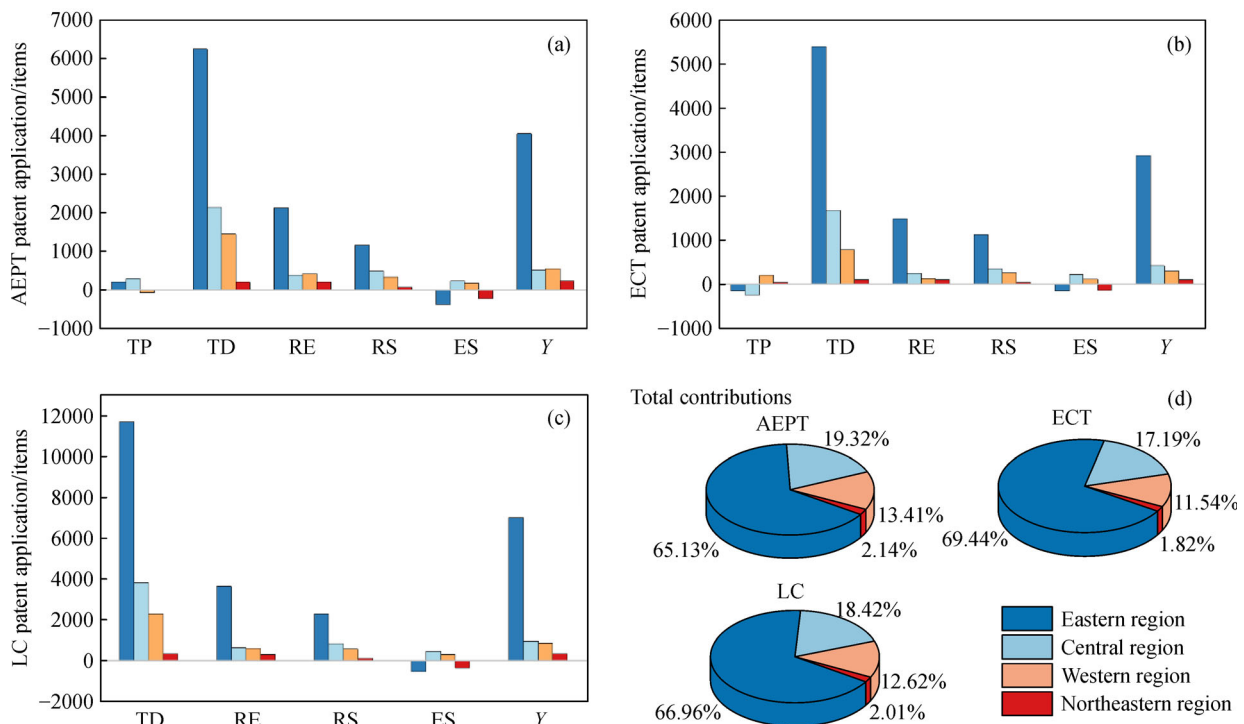 (a)
AEPT patent application/items
7000
6000
5000
4000
3000
2000
1000
0
−1000
TP TD RE RS ES Y
(b)
ECT patent application/items
6000
5000
4000
3000
2000
1000
0
−1000
TP TD RE RS ES Y
(c)
LC patent application/items
12000
10000
8000
6000
4000
2000
0
−2000
TD RE RS ES Y
Total contributions (d)
AEPT
19.32%
13.41%
2.14%
65.13%
ECT
17.19%
11.54%
1.82%
69.44%
LC
18.42%
12.62%
2.01%
66.96%
Eastern region
Central region
Western region
Northeastern region